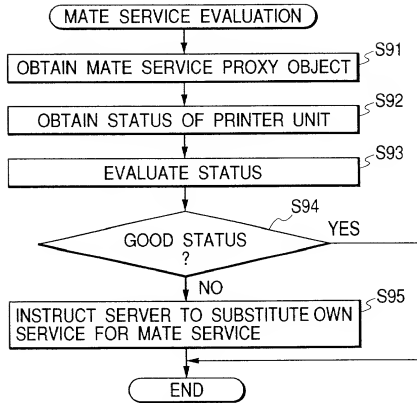 MATE SERVICE EVALUATION
S91
OBTAIN MATE SERVICE PROXY OBJECT
S92
OBTAIN STATUS OF PRINTER UNIT
S93
EVALUATE STATUS
S94
GOOD STATUS
?
YES
NO
S95
INSTRUCT SERVER TO SUBSTITUTE OWN
SERVICE FOR MATE SERVICE
END